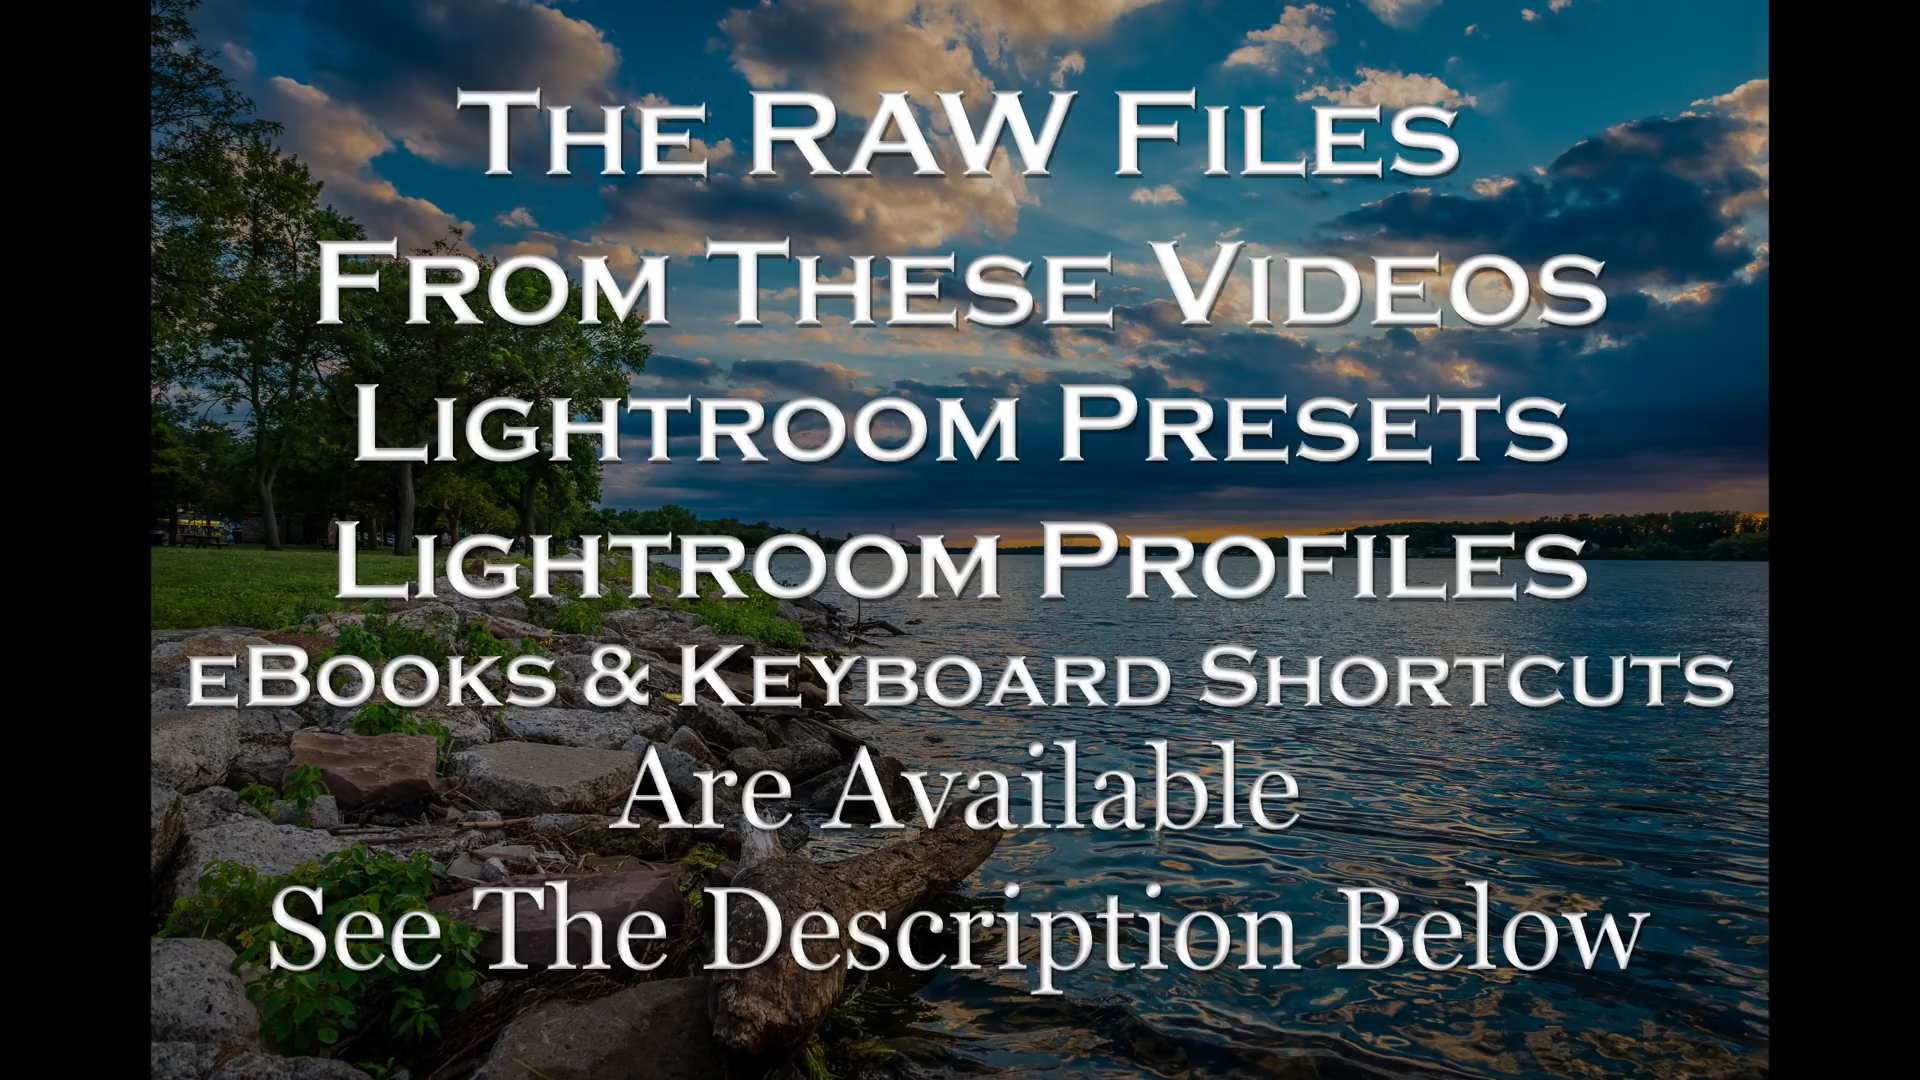 The RAW Files
From These Videos
Lightroom Presets
Lightroom Profiles
eBooks & Keyboard Shortcuts
Are Available
See The Description Below